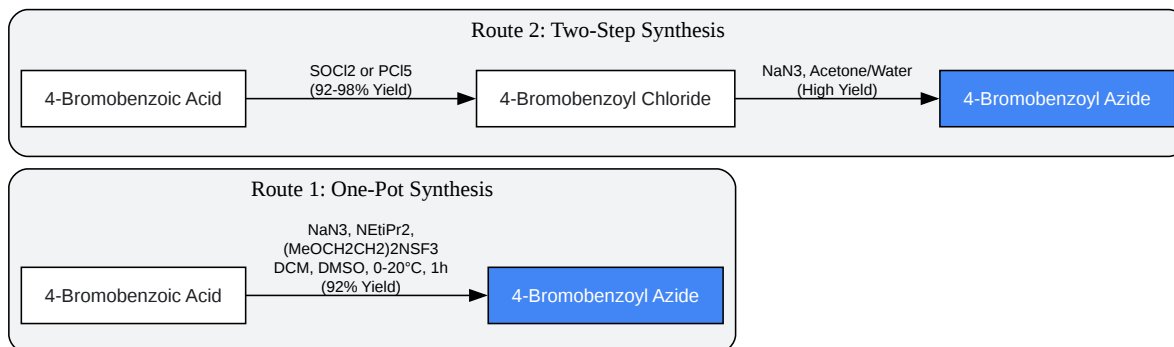 Route 2: Two-Step Synthesis
4-Bromobenzoic Acid
SOCl2 or PCl5
(92-98% Yield)
4-Bromobenzoyl Chloride
NaN3, Acetone/Water
(High Yield)
4-Bromobenzoyl Azide
Route 1: One-Pot Synthesis
4-Bromobenzoic Acid
NaN3, NEtiPr2,
(MeOCH2CH2)2NSF3
DCM, DMSO, 0-20°C, 1h
(92% Yield)
4-Bromobenzoyl Azide